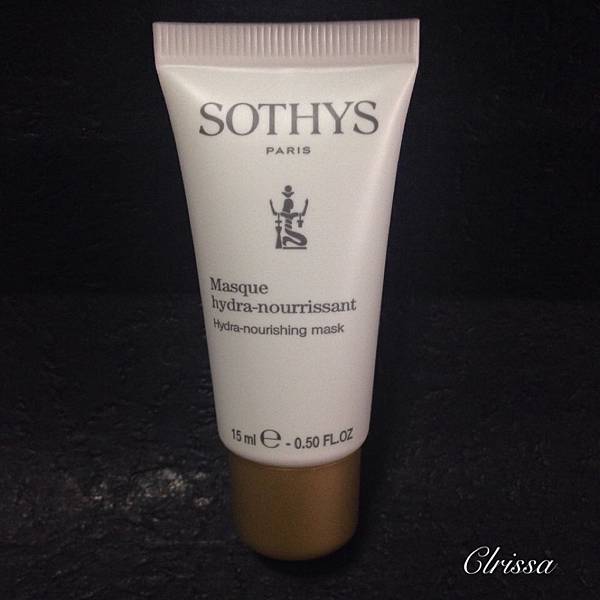 SOTHYS
PARIS
Masque
hydra-nourrissant
Hydra-nourishing mask
15 ml ℮ - 0.50 FL.OZ
Clrissa